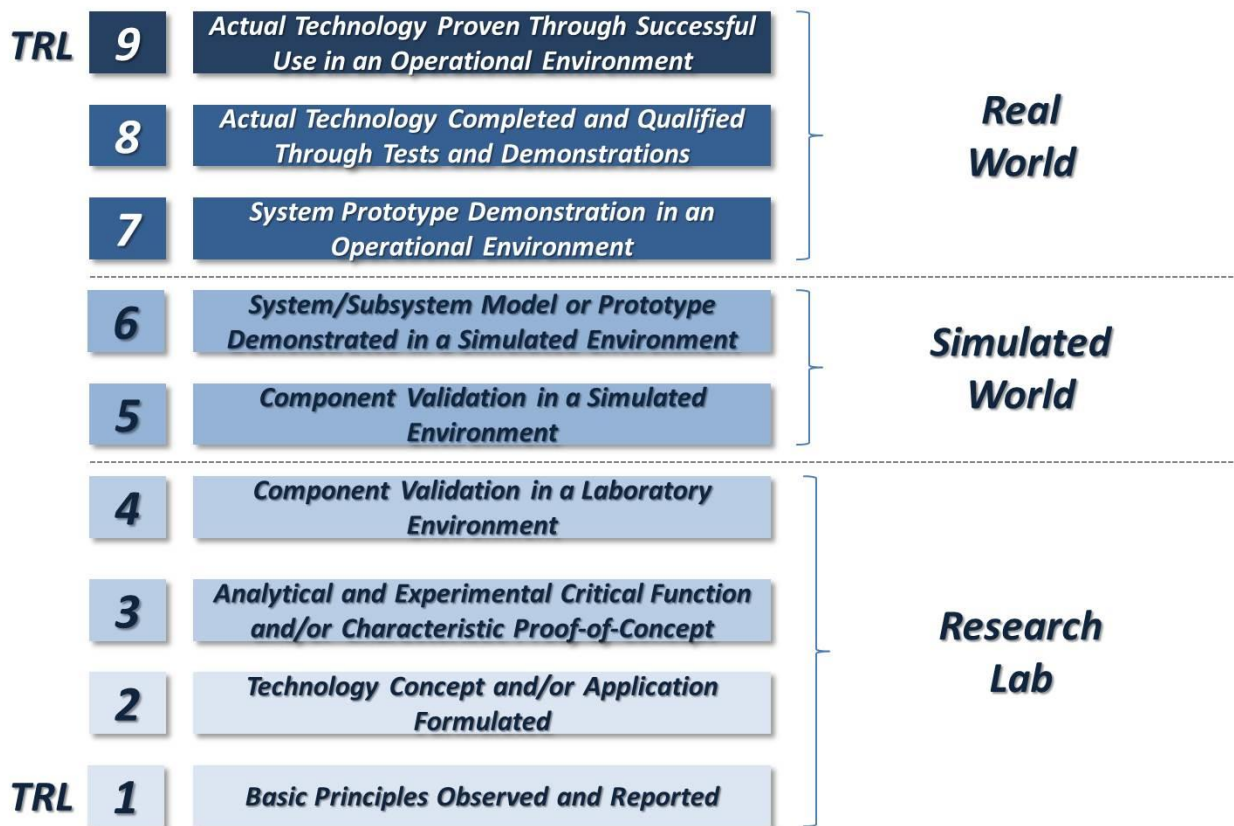 TRL 9 Actual Technology Proven Through Successful
Use in an Operational Environment
8 Actual Technology Completed and Qualified
Through Tests and Demonstrations
7 System Prototype Demonstration in an
Operational Environment
Real
World
6 System/Subsystem Model or Prototype
Demonstrated in a Simulated Environment
5 Component Validation in a Simulated
Environment
Simulated
World
4 Component Validation in a Laboratory
Environment
3 Analytical and Experimental Critical Function
and/or Characteristic Proof-of-Concept
2 Technology Concept and/or Application
Formulated
TRL 1 Basic Principles Observed and Reported
Research
Lab